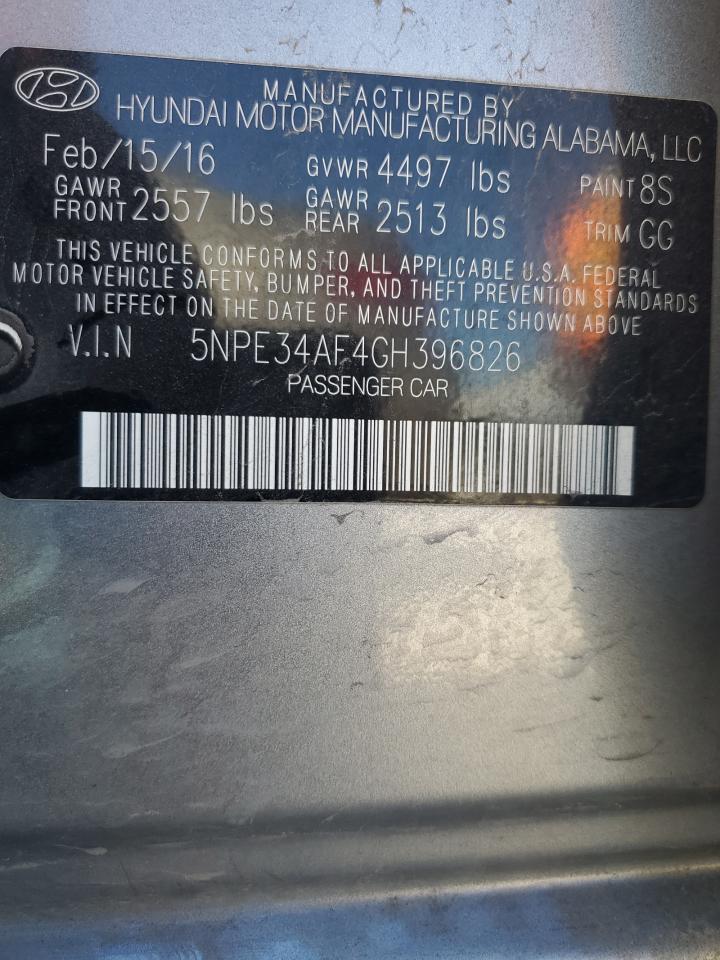 MANUFACTURED BY
HYUNDAI MOTOR MANUFACTURING ALABAMA, LLC
Feb/15/16 GVWR 4497 lbs PAINT 8S
GAWR FRONT 2557 lbs GAWR REAR 2513 lbs TRIM GG
THIS VEHICLE CONFORMS TO ALL APPLICABLE U.S.A. FEDERAL
MOTOR VEHICLE SAFETY, BUMPER, AND THEFT PREVENTION STANDARDS
IN EFFECT ON THE DATE OF MANUFACTURE SHOWN ABOVE
V.I.N 5NPE34AF4GH396826
PASSENGER CAR